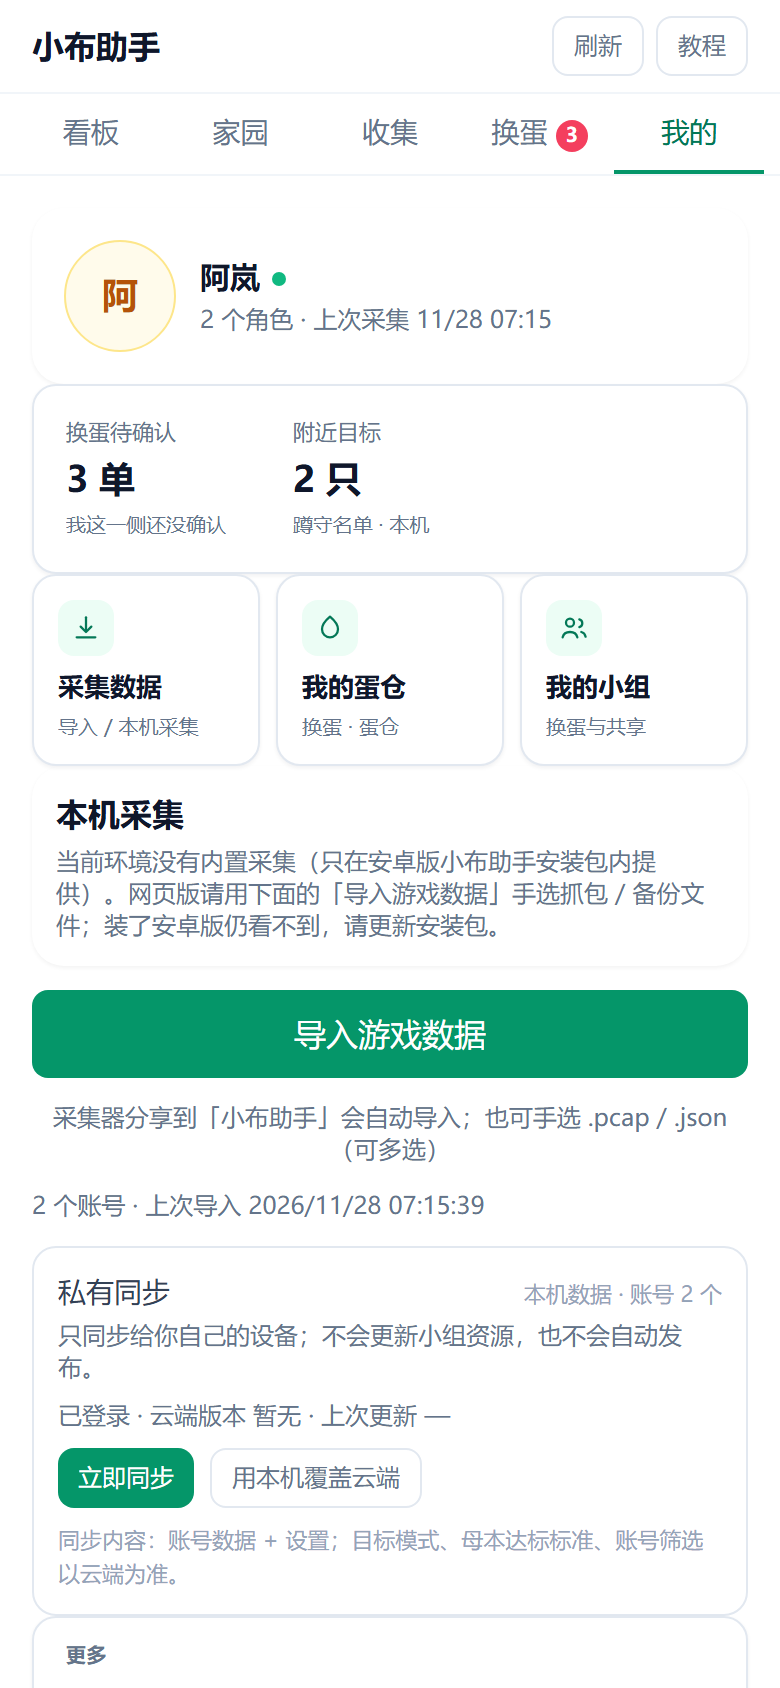 小布助手
刷新
教程
看板
家园
收集
换蛋 3
我的
阿
阿岚
2 个角色 · 上次采集 11/28 07:15
换蛋待确认
3 单
我这一侧还没确认
附近目标
2 只
蹲守名单 · 本机
采集数据
导入 / 本机采集
我的蛋仓
换蛋 · 蛋仓
我的小组
换蛋与共享
本机采集
当前环境没有内置采集（只在安卓版小布助手安装包内提
供）。网页版请用下面的「导入游戏数据」手选抓包 / 备份文
件；装了安卓版仍看不到，请更新安装包。
导入游戏数据
采集器分享到「小布助手」会自动导入；也可手选 .pcap / .json
（可多选）
2 个账号 · 上次导入 2026/11/28 07:15:39
私有同步
本机数据 · 账号 2 个
只同步给你自己的设备；不会更新小组资源，也不会自动发
布。
已登录 · 云端版本 暂无 · 上次更新 —
立即同步
用本机覆盖云端
同步内容：账号数据 + 设置；目标模式、母本达标标准、账号筛选
以云端为准。
更多